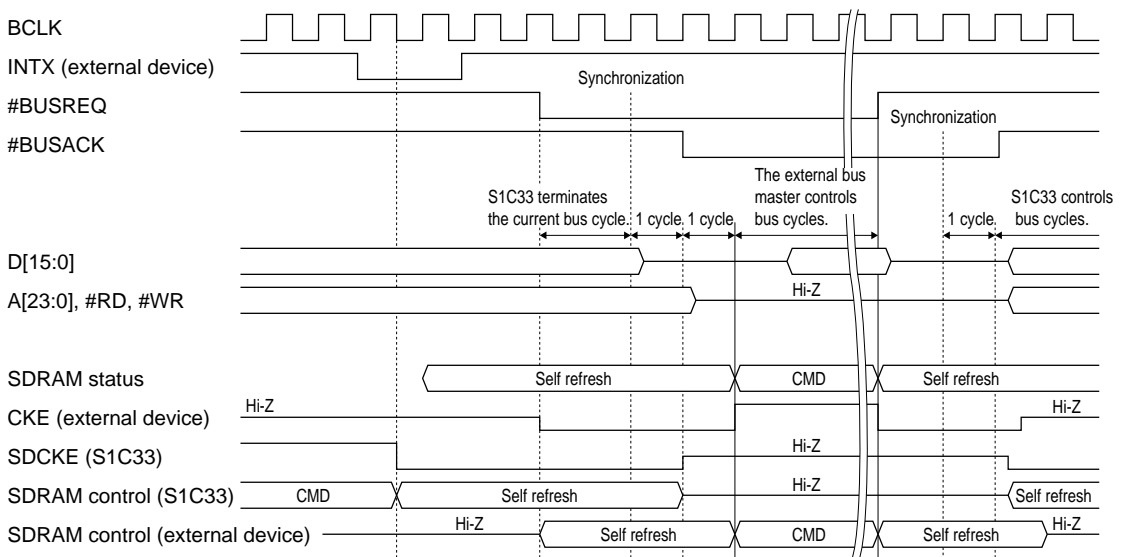 BCLK
INTX (external device)
Synchronization
#BUSREQ
Synchronization
#BUSACK
The external bus
master controls
bus cycles.
S1C33 terminates
the current bus cycle.
1 cycle
1 cycle
1 cycle
S1C33 controls
bus cycles.
D[15:0]
A[23:0], #RD, #WR
Hi-Z
SDRAM status
Self refresh
CMD
Self refresh
CKE (external device)
Hi-Z
Hi-Z
SDCKE (S1C33)
Hi-Z
SDRAM control (S1C33)
CMD
Self refresh
Hi-Z
Self refresh
SDRAM control (external device)
Hi-Z
Self refresh
CMD
Self refresh
Hi-Z